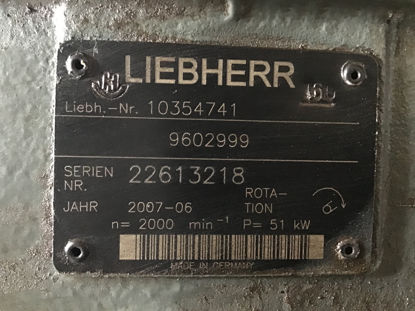 LIEBHERR
Liebh.-Nr. 10354741
9602999
SERIEN NR. 22613218
JAHR 2007-06 ROTA-TION
n= 2000 min⁻¹ P= 51 kW
MADE IN GERMANY